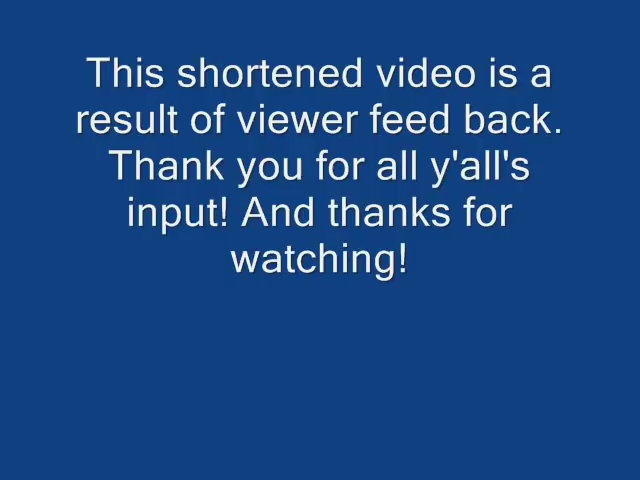 This shortened video is a
result of viewer feed back.
Thank you for all y'all's
input! And thanks for
watching!